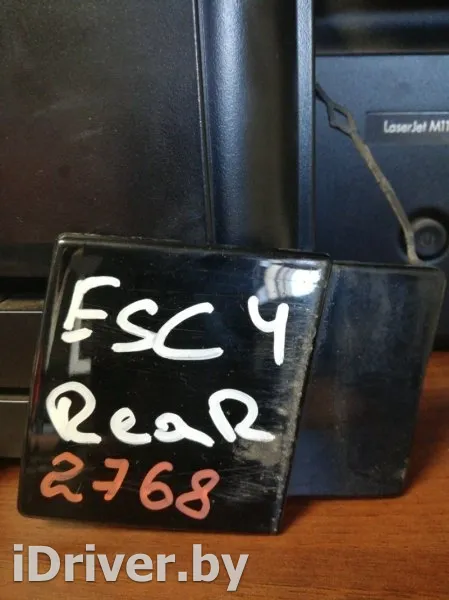 LaserJet M11
ESC 4
ReaR
2768
iDriver.by